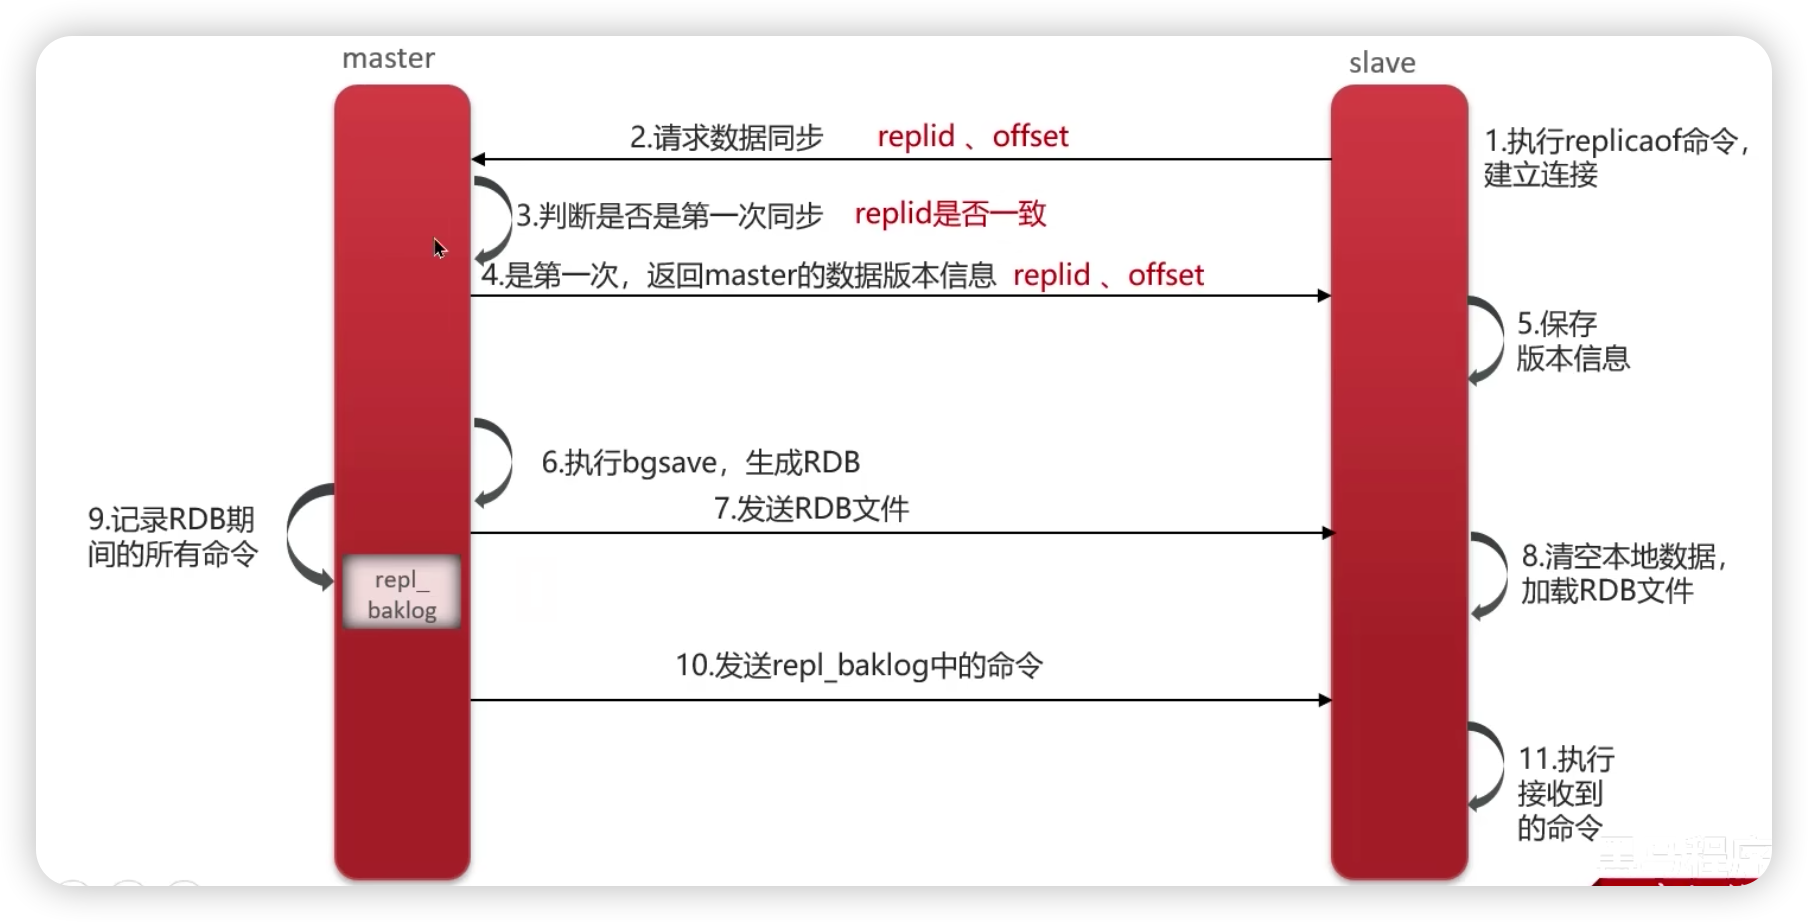 master
slave
2.请求数据同步 replid 、offset
1.执行replicaof命令，
建立连接
3.判断是否是第一次同步 replid是否一致
4.是第一次，返回master的数据版本信息 replid 、offset
5.保存
版本信息
6.执行bgsave，生成RDB
7.发送RDB文件
9.记录RDB期
间的所有命令
repl_
baklog
8.清空本地数据，
加载RDB文件
10.发送repl_baklog中的命令
11.执行
接收到
的命令